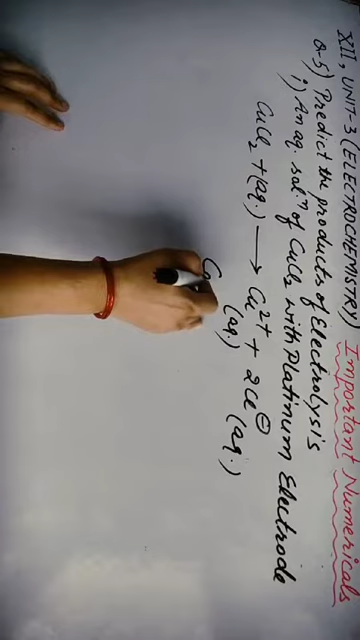 XII, UNIT-3 (ELECTROCHEMISTRY) Important Numericals
Q-5) Predict the products of Electrolysis
i) An aq. sol.ⁿ of CuCl₂ with Platinum Electrode
CuCl₂ + (aq.) ⟶ Cu²⁺ (aq.) + 2Cl⊖ (aq.)
Ca